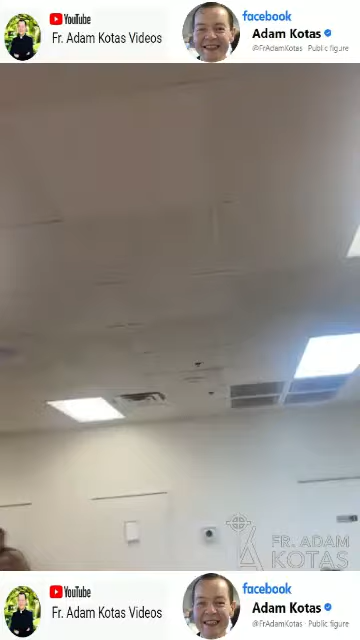 YouTube
Fr. Adam Kotas Videos
facebook
Adam Kotas
@FrAdamKotas · Public figure
FR. ADAM
KOTAS
YouTube
Fr. Adam Kotas Videos
facebook
Adam Kotas
@FrAdamKotas · Public figure